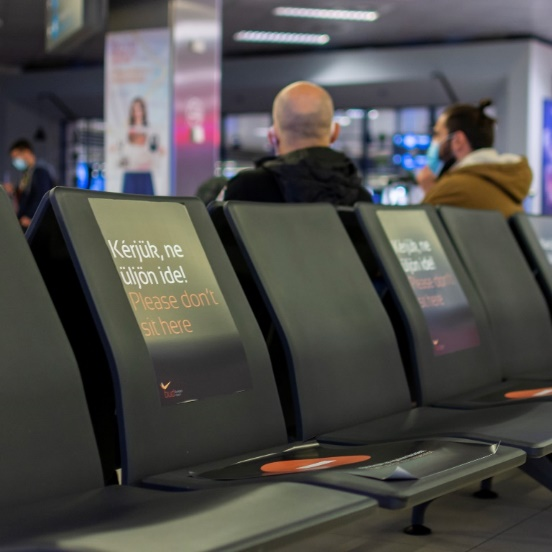 Kérjük, ne
üljön ide!
Please don't
sit here
Kérjük, ne
üljön ide!
Please don't
sit here